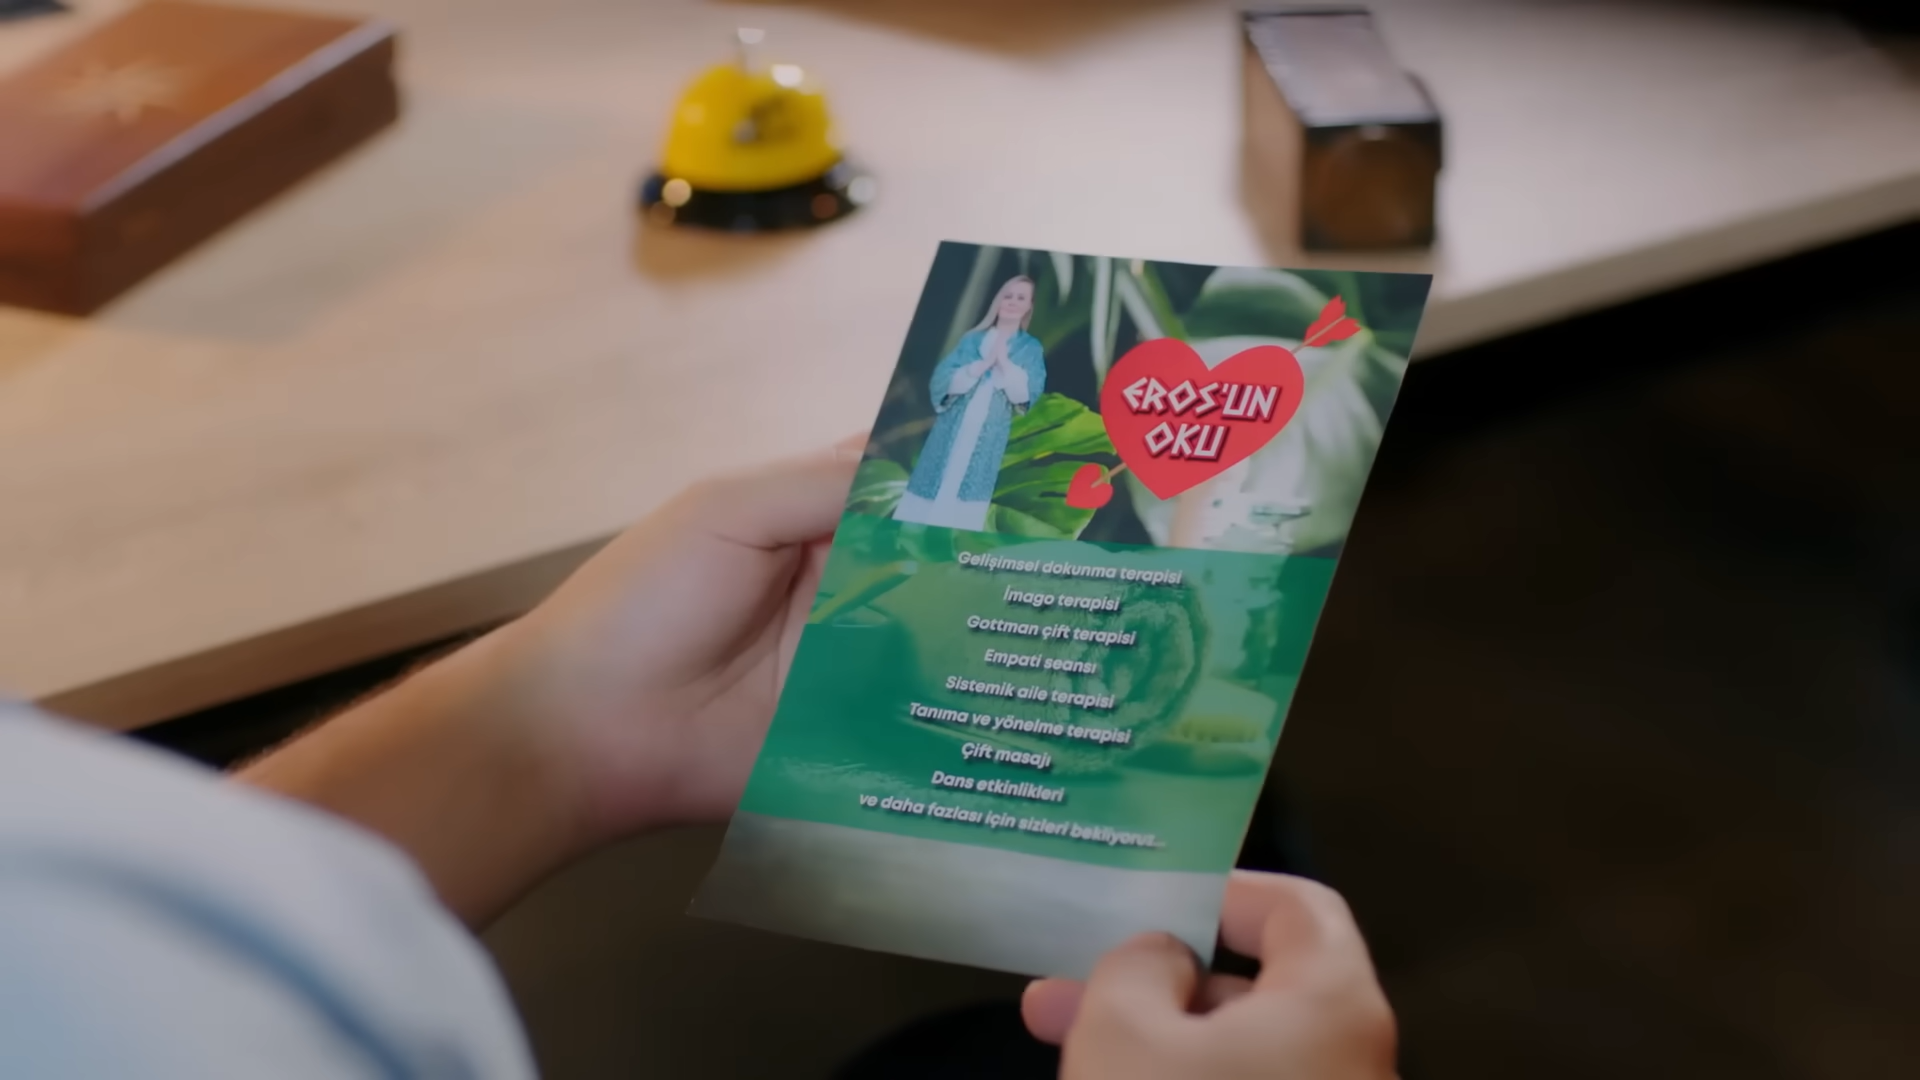 EROS'UN
OKU
Gelişimsel dokunma terapisi
İmago terapisi
Gottman çift terapisi
Empati seansı
Sistemik aile terapisi
Tanıma ve yönelme terapisi
Çift masajı
Dans etkinlikleri
ve daha fazlası için sizleri bekliyoruz...